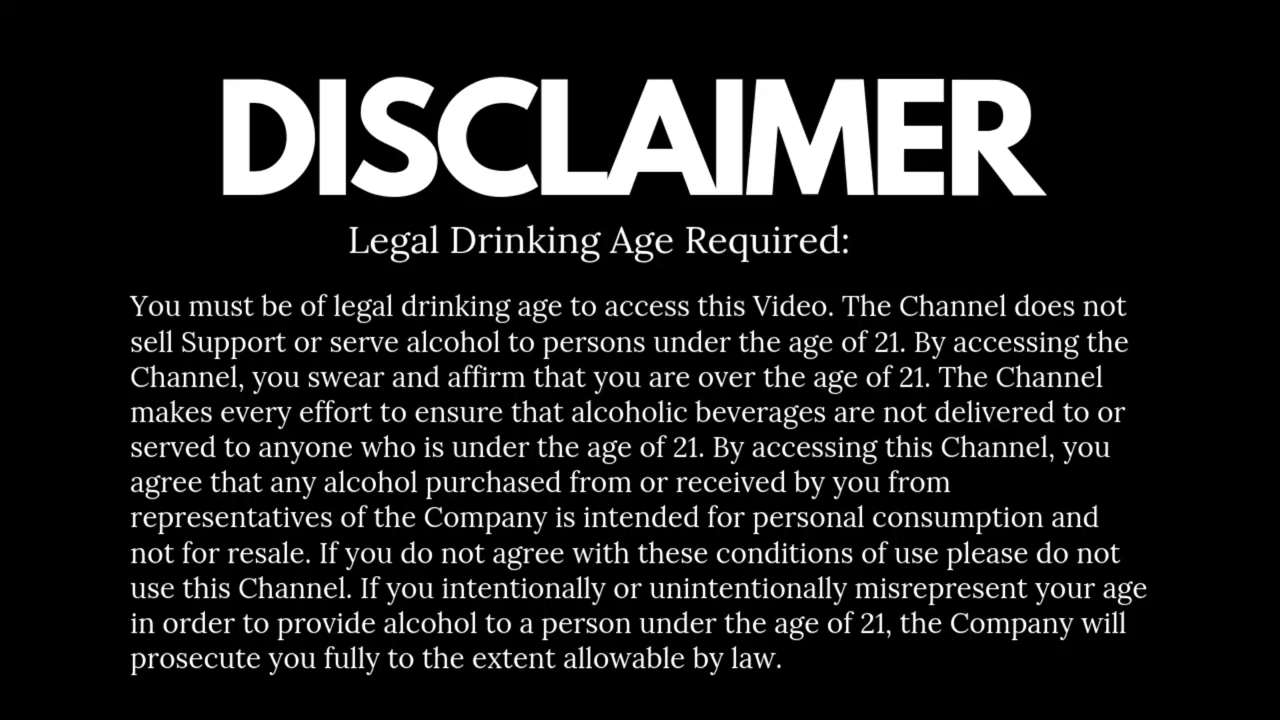 DISCLAIMER
Legal Drinking Age Required:
You must be of legal drinking age to access this Video. The Channel does not
sell Support or serve alcohol to persons under the age of 21. By accessing the
Channel, you swear and affirm that you are over the age of 21. The Channel
makes every effort to ensure that alcoholic beverages are not delivered to or
served to anyone who is under the age of 21. By accessing this Channel, you
agree that any alcohol purchased from or received by you from
representatives of the Company is intended for personal consumption and
not for resale. If you do not agree with these conditions of use please do not
use this Channel. If you intentionally or unintentionally misrepresent your age
in order to provide alcohol to a person under the age of 21, the Company will
prosecute you fully to the extent allowable by law.